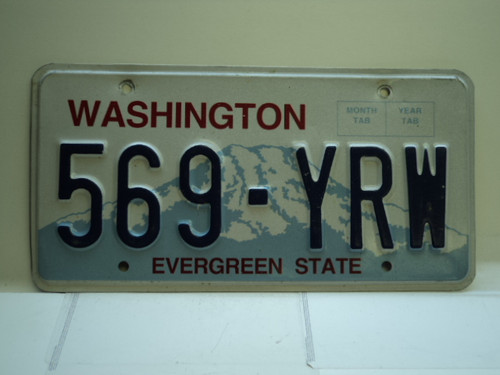 WASHINGTON
MONTH TAB
YEAR TAB
569-YRW
EVERGREEN STATE